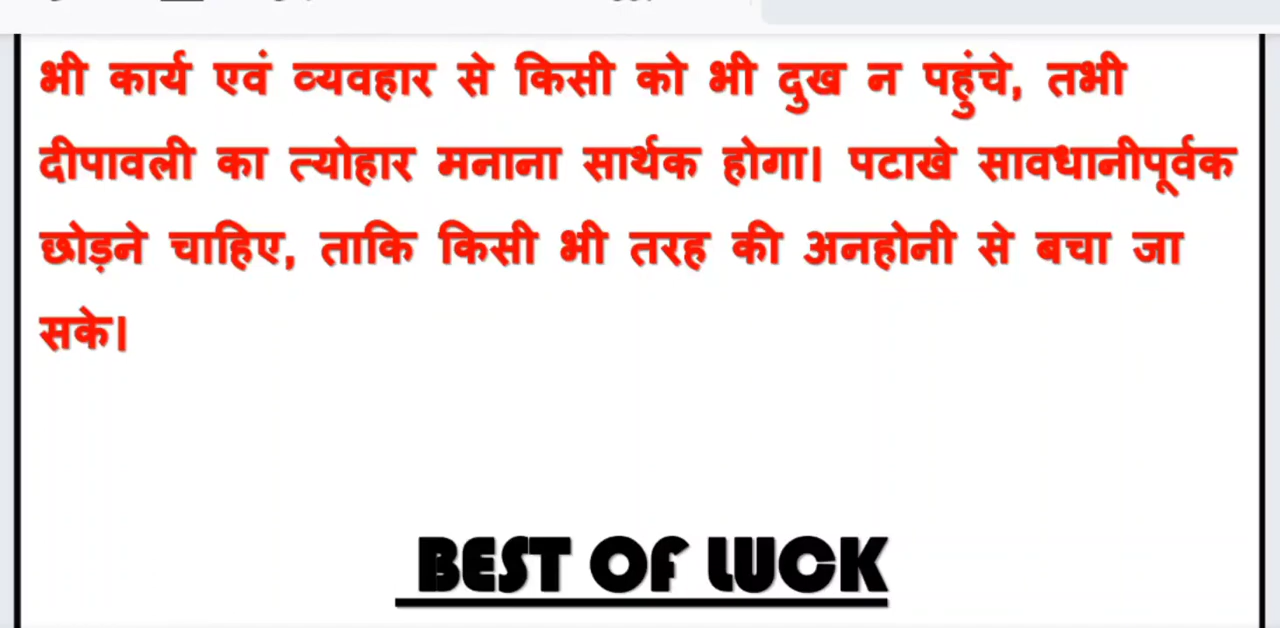 भी कार्य एवं व्यवहार से किसी को भी दुख न पहुंचे, तभी
दीपावली का त्योहार मनाना सार्थक होगा। पटाखे सावधानीपूर्वक
छोड़ने चाहिए, ताकि किसी भी तरह की अनहोनी से बचा जा
सके।
BEST OF LUCK